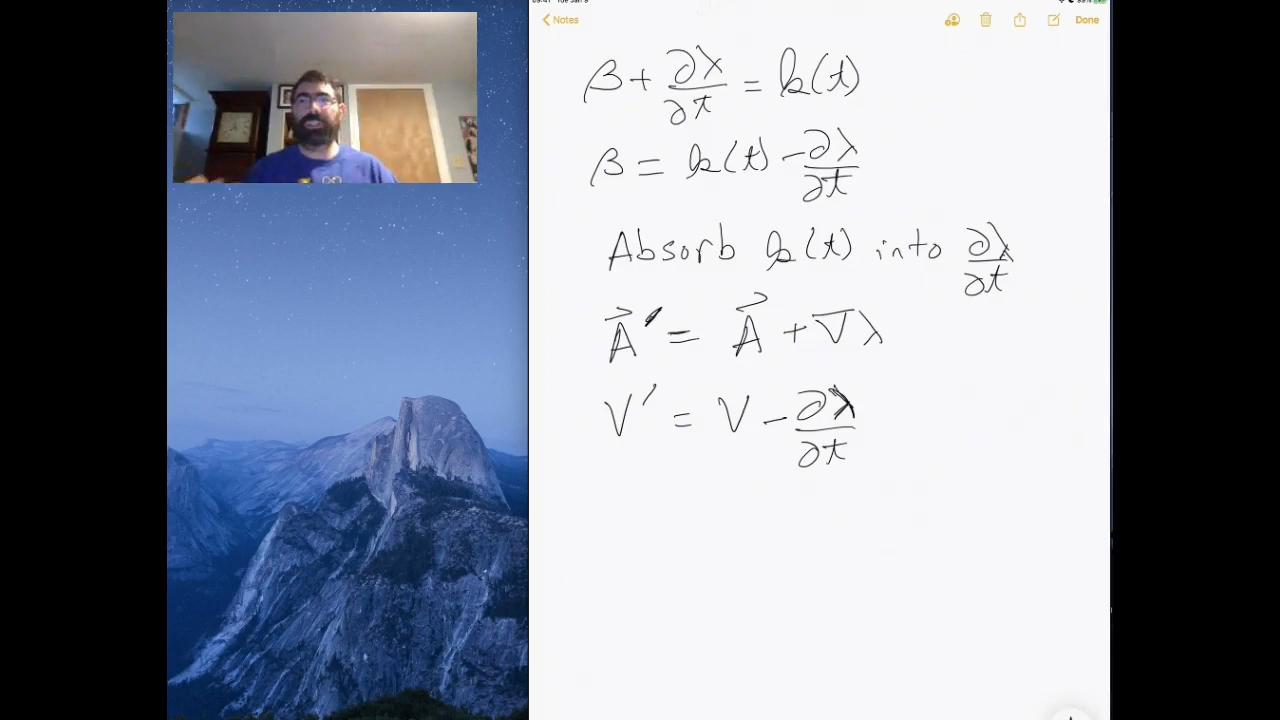 Notes
Done
β + ∂λ/∂t = k(t)
β = k(t) - ∂λ/∂t
Absorb k(t) into ∂λ/∂t
A⃗' = A⃗ + ∇λ
V' = V - ∂λ/∂t